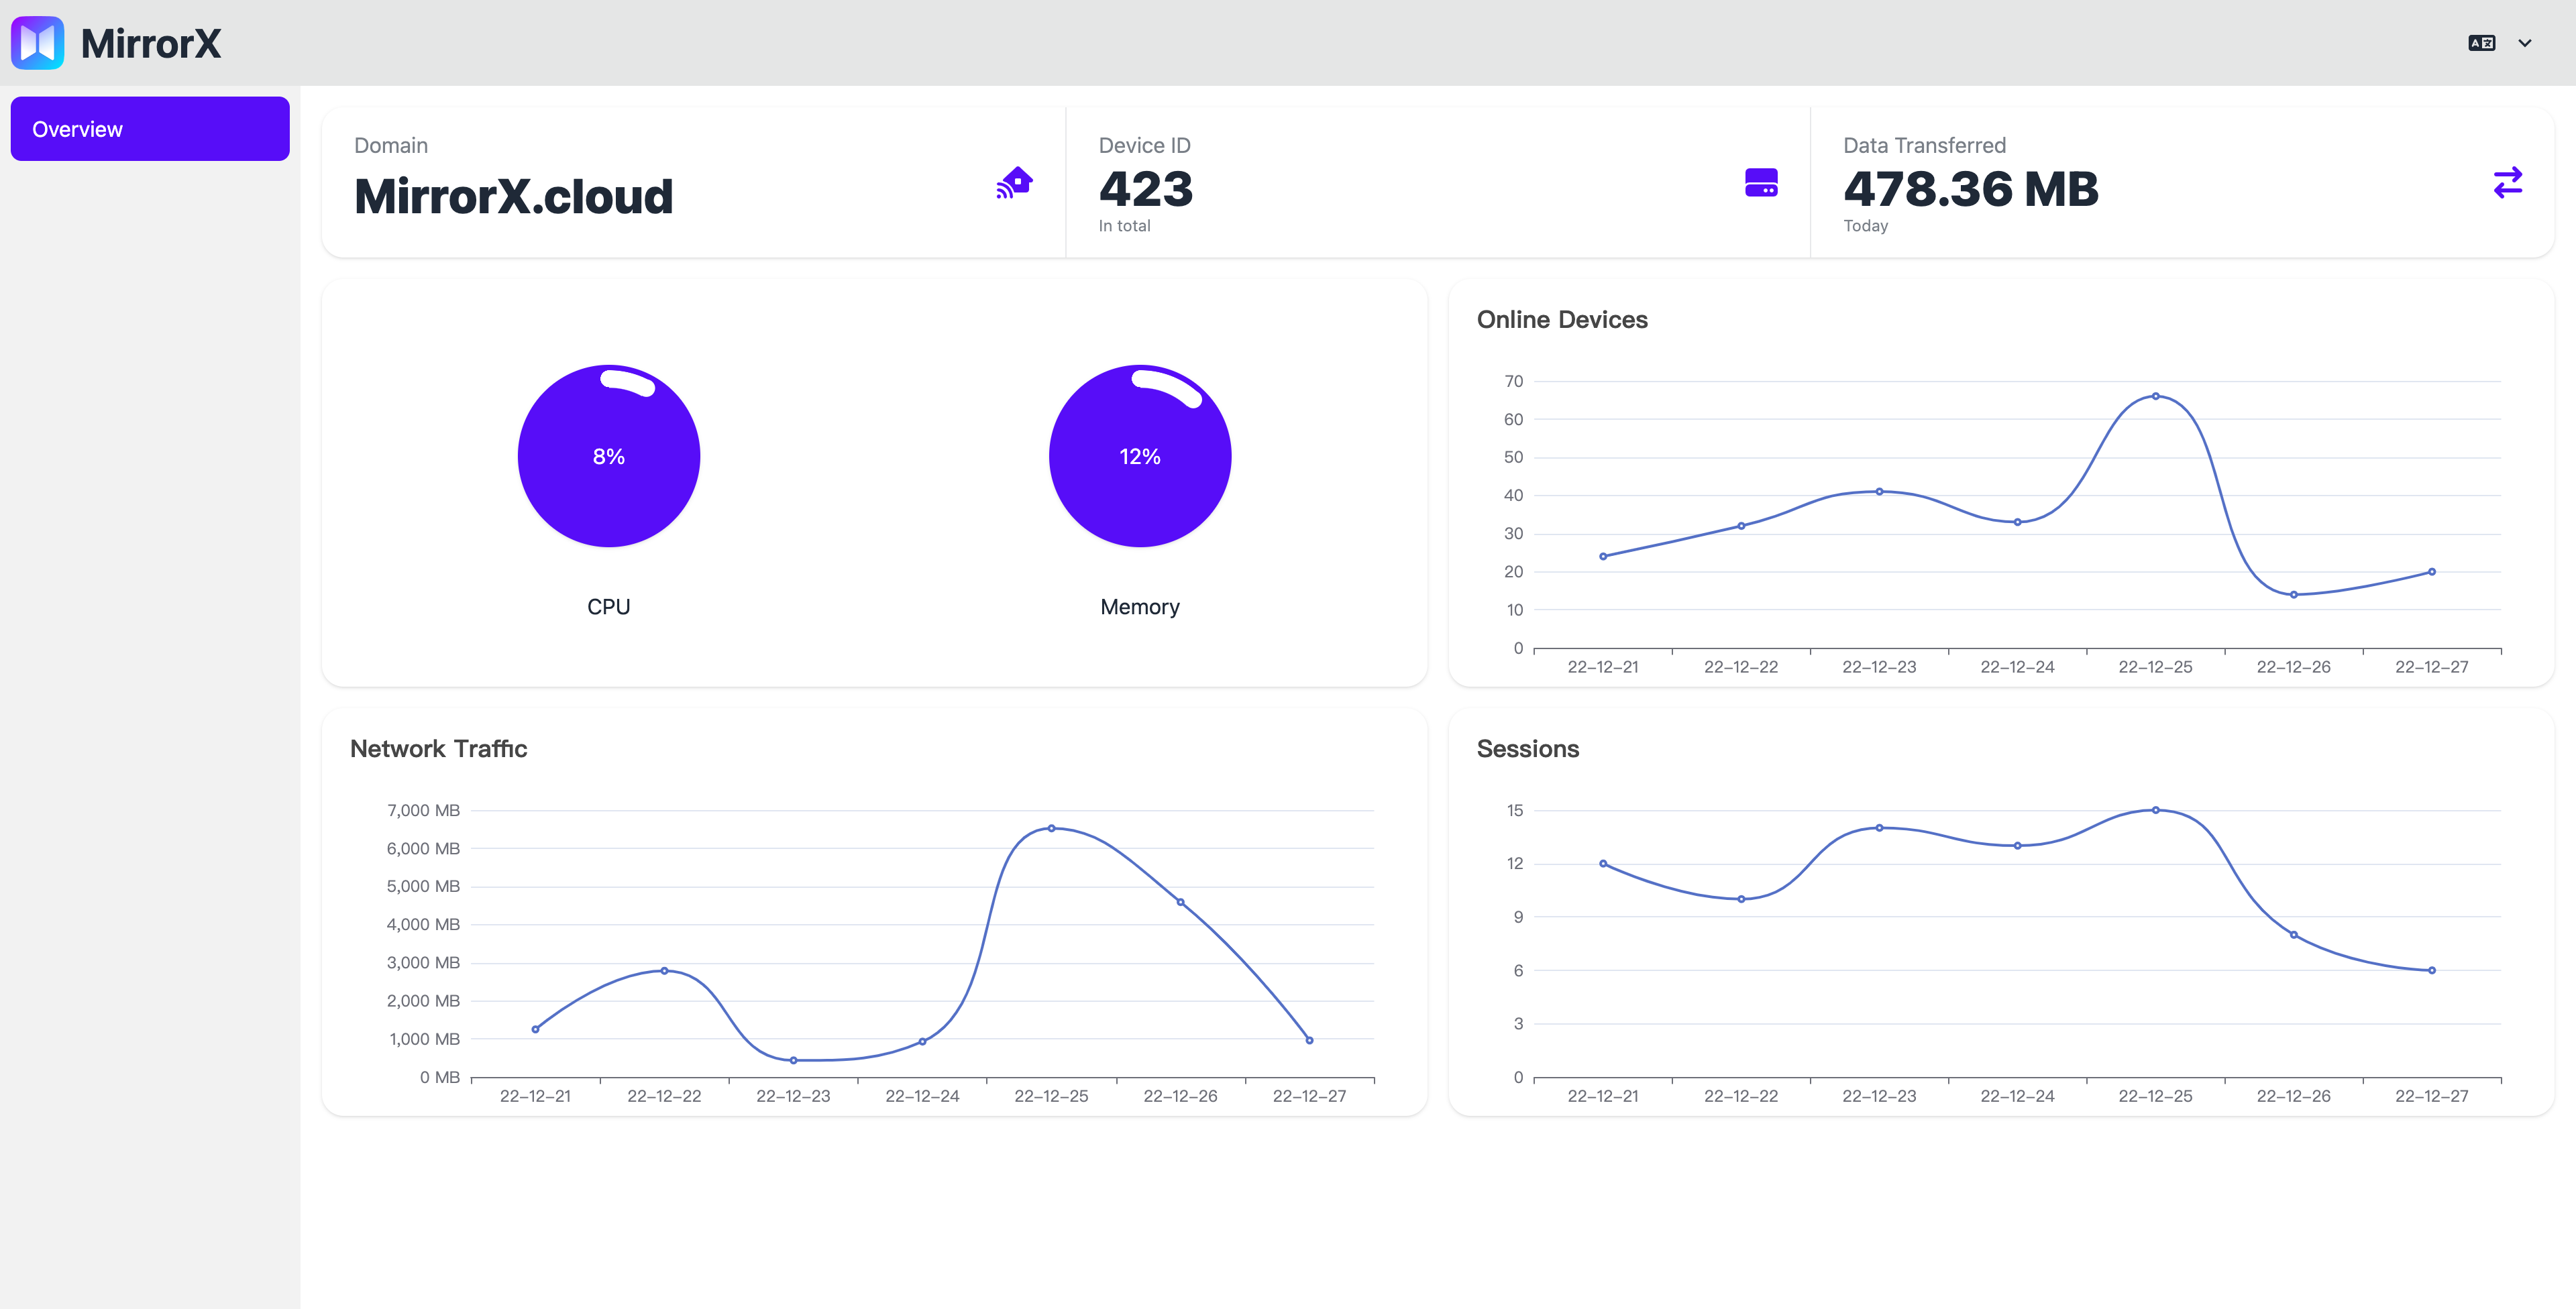 MirrorX
Overview
Domain
MirrorX.cloud
Device ID
423
In total
Data Transferred
478.36 MB
Today
8%
CPU
12%
Memory
Online Devices
70
60
50
40
30
20
10
0
22-12-21 22-12-22 22-12-23 22-12-24 22-12-25 22-12-26 22-12-27
Network Traffic
7,000 MB
6,000 MB
5,000 MB
4,000 MB
3,000 MB
2,000 MB
1,000 MB
0 MB
22-12-21 22-12-22 22-12-23 22-12-24 22-12-25 22-12-26 22-12-27
Sessions
15
12
9
6
3
0
22-12-21 22-12-22 22-12-23 22-12-24 22-12-25 22-12-26 22-12-27